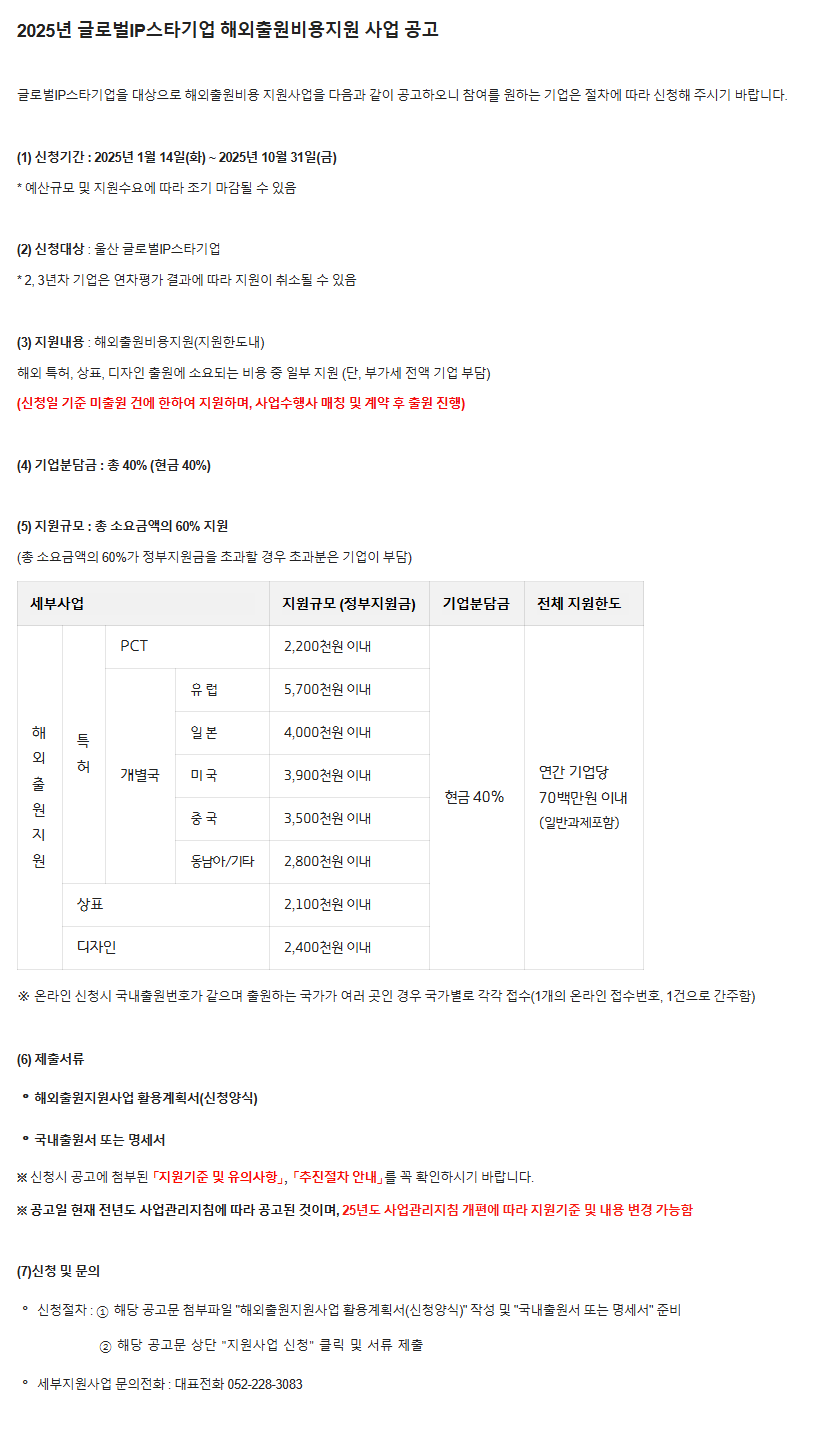 2025년 글로벌IP스타기업 해외출원비용지원 사업 공고
글로벌IP스타기업을 대상으로 해외출원비용 지원사업을 다음과 같이 공고하오니 참여를 원하는 기업은 절차에 따라 신청해 주시기 바랍니다.
(1) 신청기간 : 2025년 1월 14일(화) ~ 2025년 10월 31일(금)
* 예산규모 및 지원수요에 따라 조기 마감될 수 있음
(2) 신청대상 : 울산 글로벌IP스타기업
* 2, 3년차 기업은 연차평가 결과에 따라 지원이 취소될 수 있음
(3) 지원내용 : 해외출원비용지원(지원한도내)
해외 특허, 상표, 디자인 출원에 소요되는 비용 중 일부 지원 (단, 부가세 전액 기업 부담)
(신청일 기준 미출원 건에 한하여 지원하며, 사업수행사 매칭 및 계약 후 출원 진행)
(4) 기업분담금 : 총 40% (현금 40%)
(5) 지원규모 : 총 소요금액의 60% 지원
(총 소요금액의 60%가 정부지원금을 초과할 경우 초과분은 기업이 부담)
세부사업 지원규모 (정부지원금) 기업분담금 전체 지원한도
해외출원지원 특허 PCT 2,200천원 이내
개별국 유 럽 5,700천원 이내
일 본 4,000천원 이내
미 국 3,900천원 이내
중 국 3,500천원 이내
동남아/기타 2,800천원 이내
상표 2,100천원 이내
디자인 2,400천원 이내
현금 40%
연간 기업당
70백만원 이내
(일반과제포함)
※ 온라인 신청시 국내출원번호가 같으며 출원하는 국가가 여러 곳인 경우 국가별로 각각 접수(1개의 온라인 접수번호, 1건으로 간주함)
(6) 제출서류
° 해외출원지원사업 활용계획서(신청양식)
° 국내출원서 또는 명세서
※ 신청시 공고에 첨부된 「지원기준 및 유의사항」, 「추진절차 안내」를 꼭 확인하시기 바랍니다.
※ 공고일 현재 전년도 사업관리지침에 따라 공고된 것이며, 25년도 사업관리지침 개편에 따라 지원기준 및 내용 변경 가능함
(7)신청 및 문의
° 신청절차 : ① 해당 공고문 첨부파일 "해외출원지원사업 활용계획서(신청양식)" 작성 및 "국내출원서 또는 명세서" 준비
② 해당 공고문 상단 "지원사업 신청" 클릭 및 서류 제출
° 세부지원사업 문의전화 : 대표전화 052-228-3083